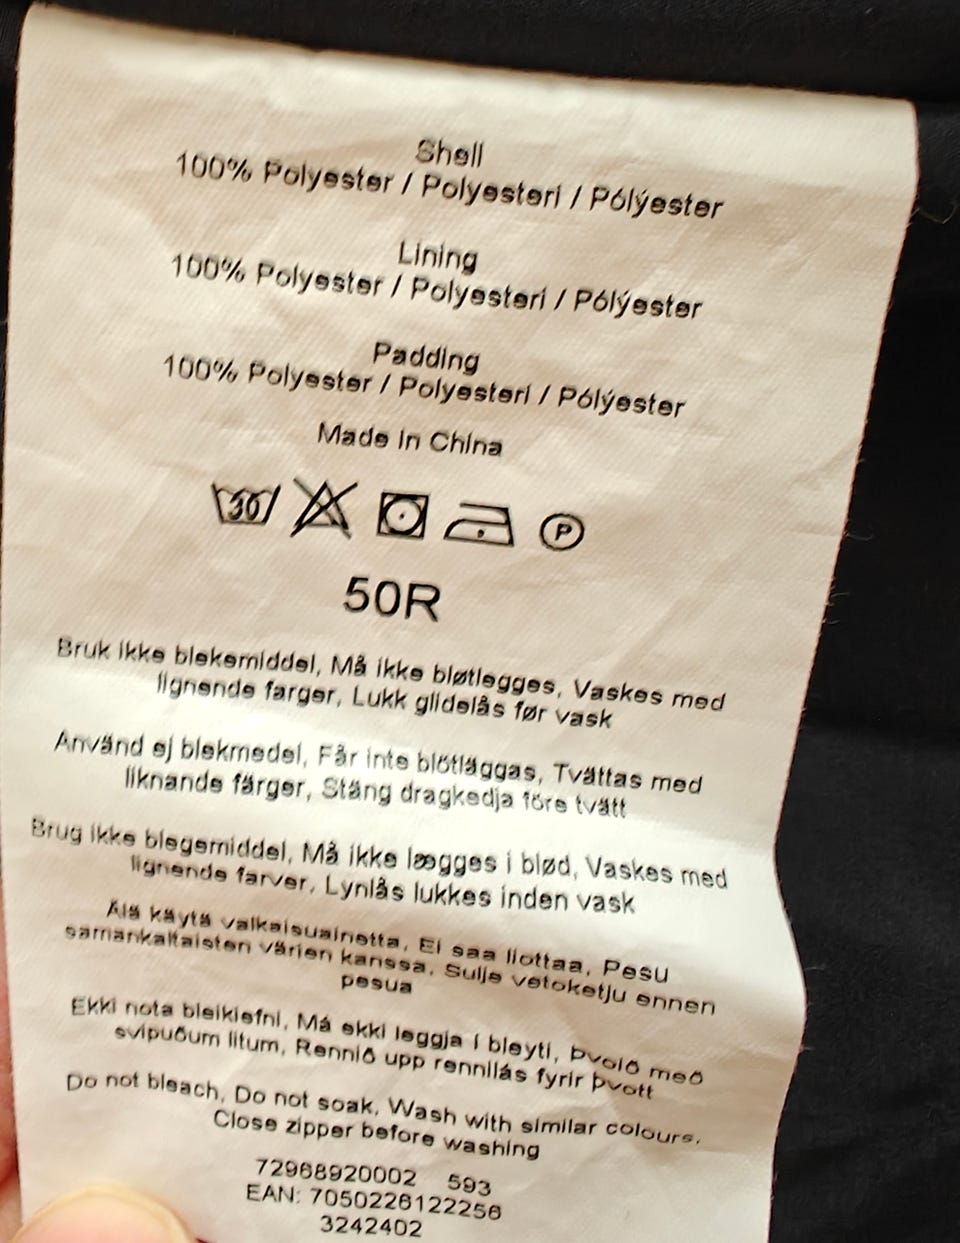 Shell
100% Polyester / Polyesteri / Pólýester
Lining
100% Polyester / Polyesteri / Pólýester
Padding
100% Polyester / Polyesteri / Pólýester
Made in China
30 P
50R
Bruk ikke blekemiddel, Må ikke bløtlegges, Vaskes med
lignende farger, Lukk glidelås før vask
Använd ej blekmedel, Får inte blötläggas, Tvättas med
liknande färger, Stäng dragkedja före tvätt
Brug ikke blegemiddel, Må ikke lægges i blød, Vaskes med
lignende farver, Lynlås lukkes inden vask
Älä käytä valkaisuainetta, Ei saa liottaa, Pesu
samankaltaisten värien kanssa, Sulje vetoketju ennen
pesua
Ekki nota bleikiefni, Má ekki leggja í bleyti, Þvoið með
svipuðum litum, Rennið upp rennilás fyrir þvott
Do not bleach, Do not soak, Wash with similar colours.
Close zipper before washing
72968920002 593
EAN: 7050226122256
3242402